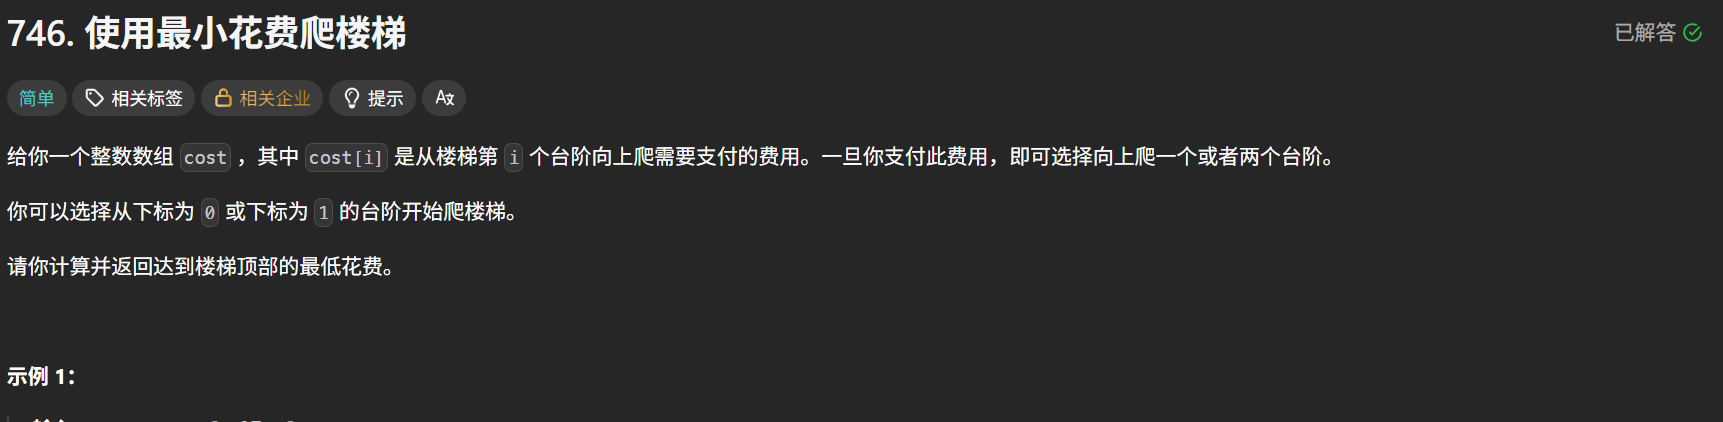 746. 使用最小花费爬楼梯
已解答
简单 相关标签 相关企业 提示
给你一个整数数组 cost ，其中 cost[i] 是从楼梯第 i 个台阶向上爬需要支付的费用。一旦你支付此费用，即可选择向上爬一个或者两个台阶。
你可以选择从下标为 0 或下标为 1 的台阶开始爬楼梯。
请你计算并返回达到楼梯顶部的最低花费。
示例 1：